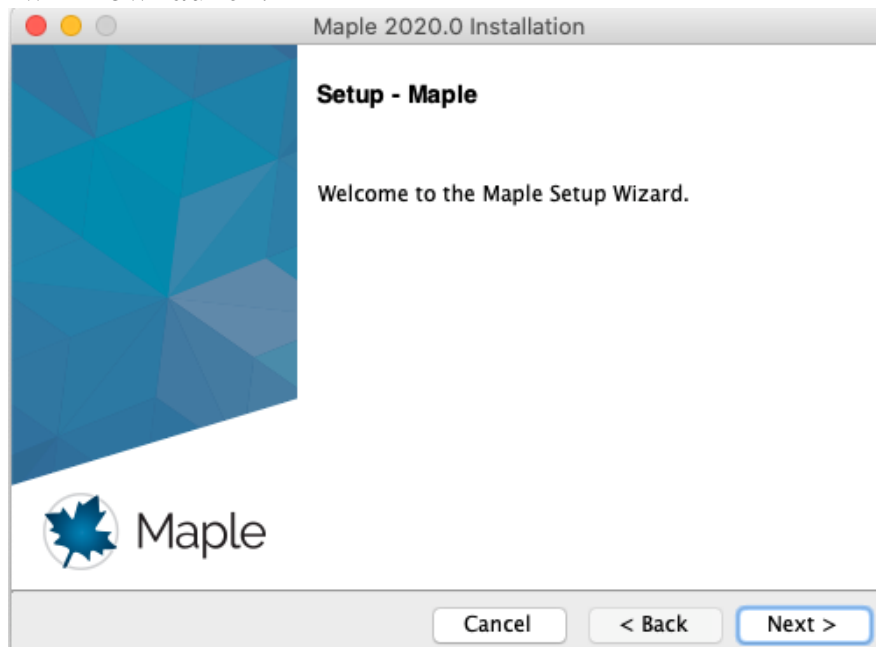 Maple 2020.0 Installation
Setup - Maple
Welcome to the Maple Setup Wizard.
Maple
Cancel
< Back
Next >